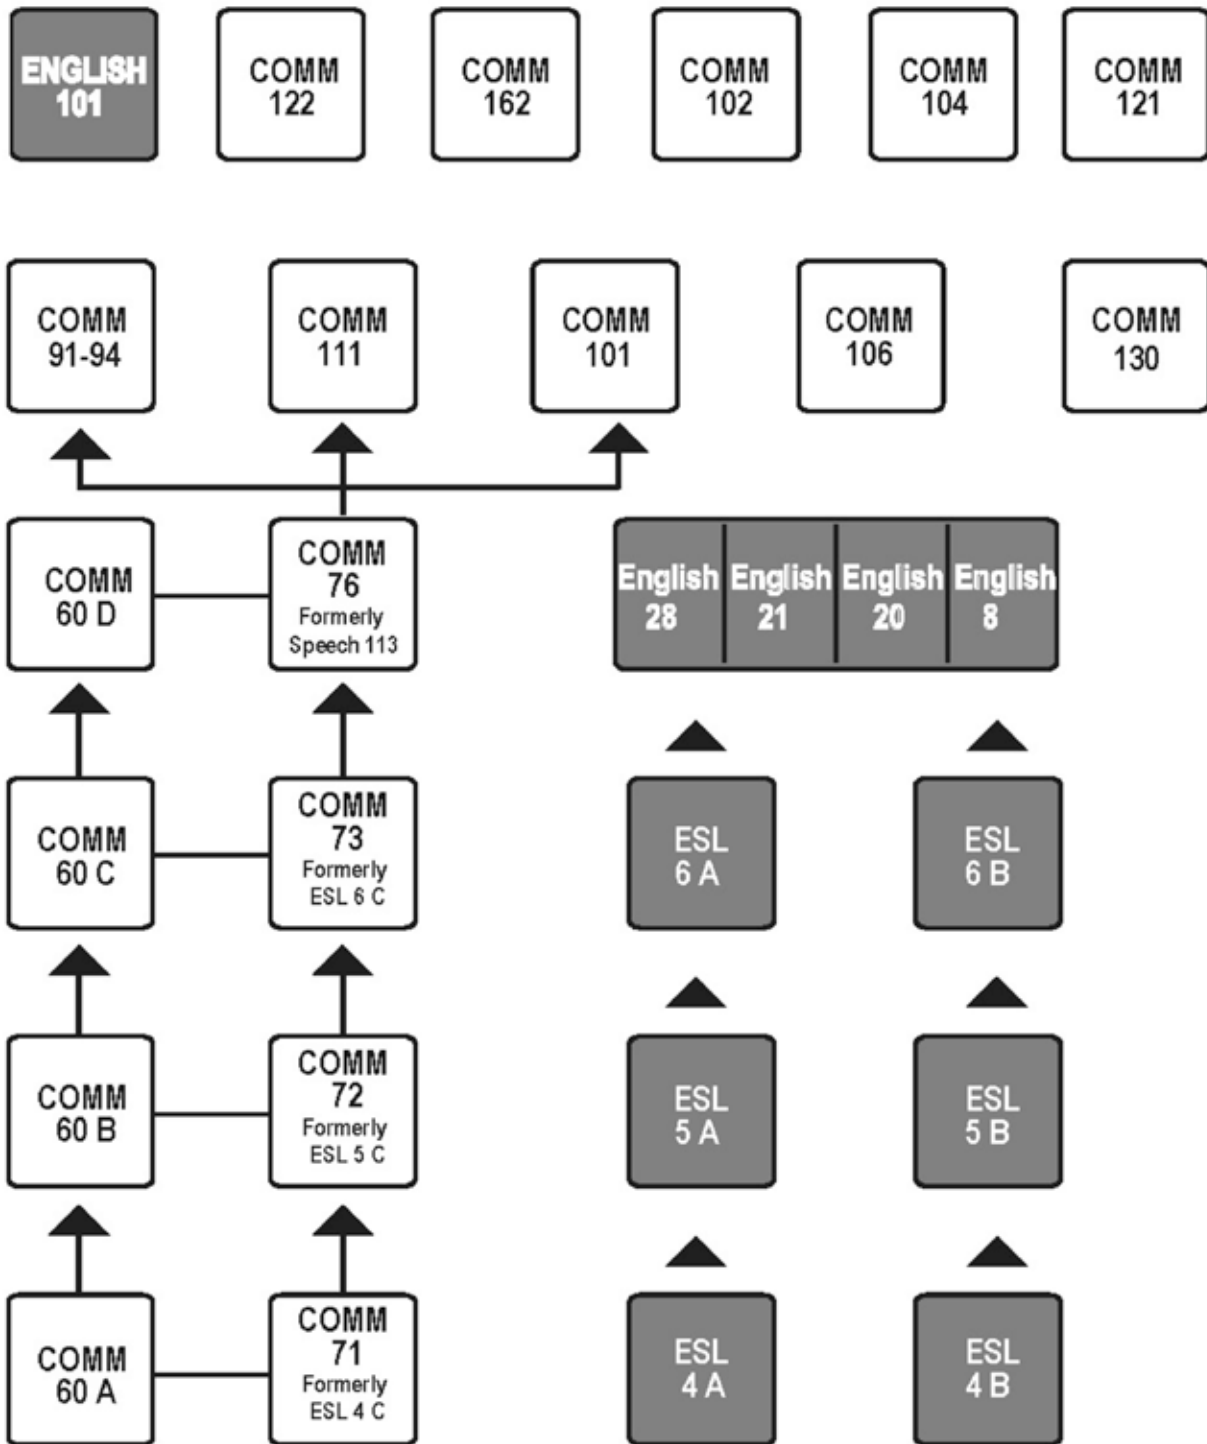 ENGLISH
101
COMM
122
COMM
162
COMM
102
COMM
104
COMM
121
COMM
91-94
COMM
111
COMM
101
COMM
106
COMM
130
COMM
60 D
COMM
76
Formerly
Speech 113
English
28
English
21
English
20
English
8
COMM
60 C
COMM
73
Formerly
ESL 6 C
ESL
6 A
ESL
6 B
COMM
60 B
COMM
72
Formerly
ESL 5 C
ESL
5 A
ESL
5 B
COMM
60 A
COMM
71
Formerly
ESL 4 C
ESL
4 A
ESL
4 B